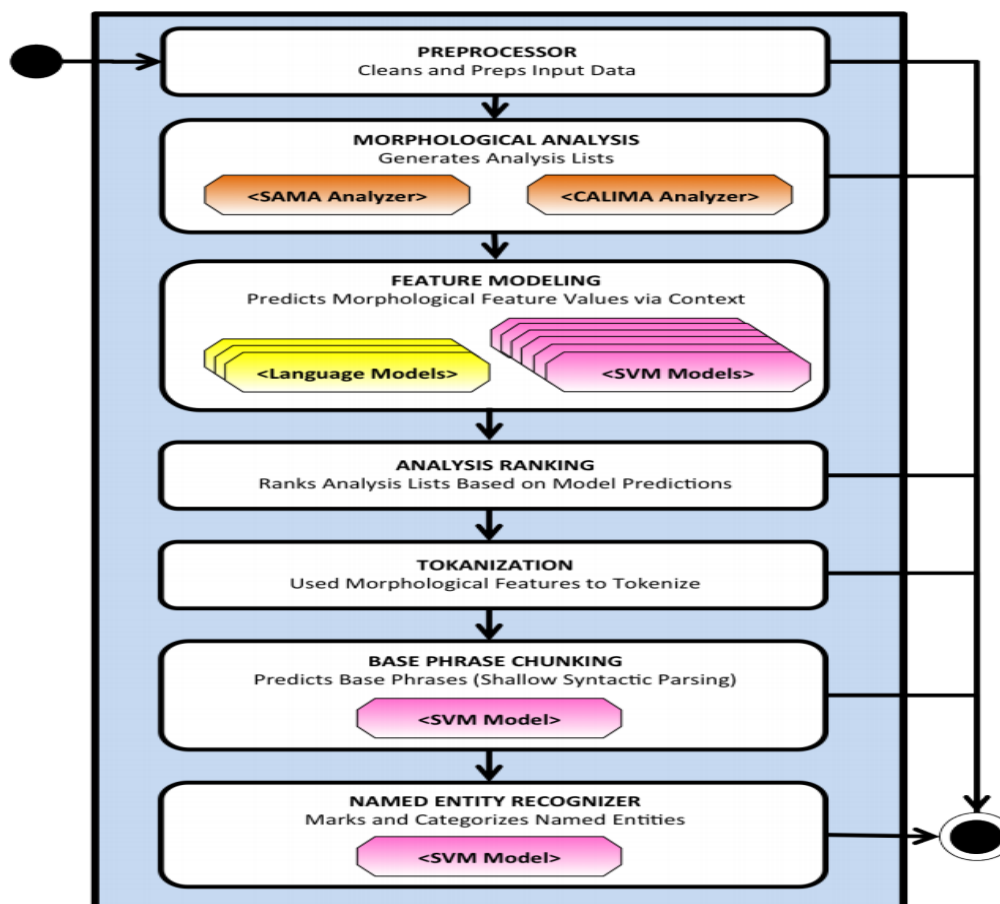 PREPROCESSOR
Cleans and Preps Input Data
MORPHOLOGICAL ANALYSIS
Generates Analysis Lists
<SAMA Analyzer>
<CALIMA Analyzer>
FEATURE MODELING
Predicts Morphological Feature Values via Context
<Language Models>
<SVM Models>
ANALYSIS RANKING
Ranks Analysis Lists Based on Model Predictions
TOKANIZATION
Used Morphological Features to Tokenize
BASE PHRASE CHUNKING
Predicts Base Phrases (Shallow Syntactic Parsing)
<SVM Model>
NAMED ENTITY RECOGNIZER
Marks and Categorizes Named Entities
<SVM Model>